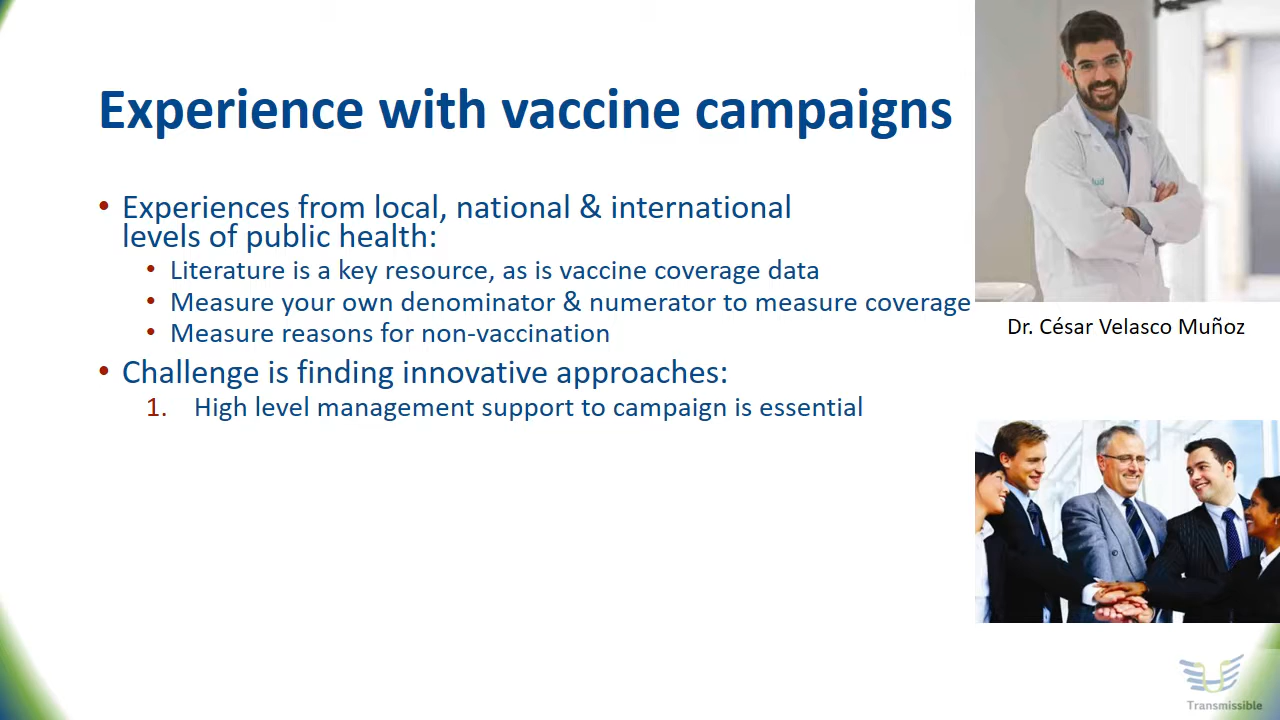 Experience with vaccine campaigns
• Experiences from local, national & international
levels of public health:
• Literature is a key resource, as is vaccine coverage data
• Measure your own denominator & numerator to measure coverage
• Measure reasons for non-vaccination
• Challenge is finding innovative approaches:
1. High level management support to campaign is essential
lud
Dr. César Velasco Muñoz
Transmissible